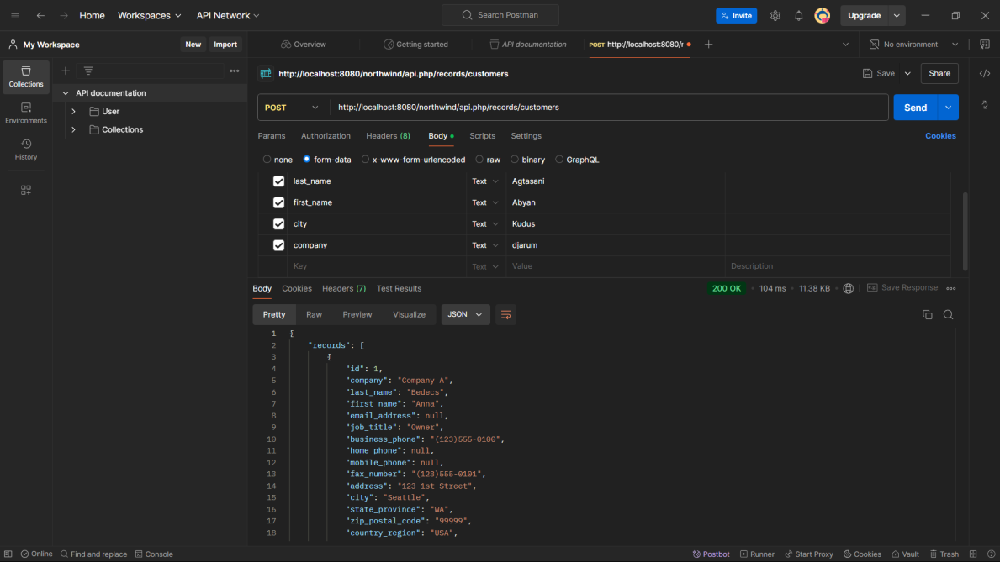 Home Workspaces API Network Search Postman Invite Upgrade
My Workspace New Import Overview Getting started API documentation POST http://localhost:8080/r No environment
Collections
Environments
History
API documentation
User
Collections
HTTP http://localhost:8080/northwind/api.php/records/customers Save Share
POST http://localhost:8080/northwind/api.php/records/customers Send
Params Authorization Headers (8) Body Scripts Settings Cookies
none form-data x-www-form-urlencoded raw binary GraphQL
last_name Text Agtasani
first_name Text Abyan
city Text Kudus
company Text djarum
Key Text Value Description
Body Cookies Headers (7) Test Results 200 OK 104 ms 11.38 KB Save Response
Pretty Raw Preview Visualize JSON
1 {
2 "records": [
3 {
4 "id": 1,
5 "company": "Company A",
6 "last_name": "Bedecs",
7 "first_name": "Anna",
8 "email_address": null,
9 "job_title": "Owner",
10 "business_phone": "(123)555-0100",
11 "home_phone": null,
12 "mobile_phone": null,
13 "fax_number": "(123)555-0101",
14 "address": "123 1st Street",
15 "city": "Seattle",
16 "state_province": "WA",
17 "zip_postal_code": "99999",
18 "country_region": "USA",
Online Find and replace Console Postbot Runner Start Proxy Cookies Vault Trash